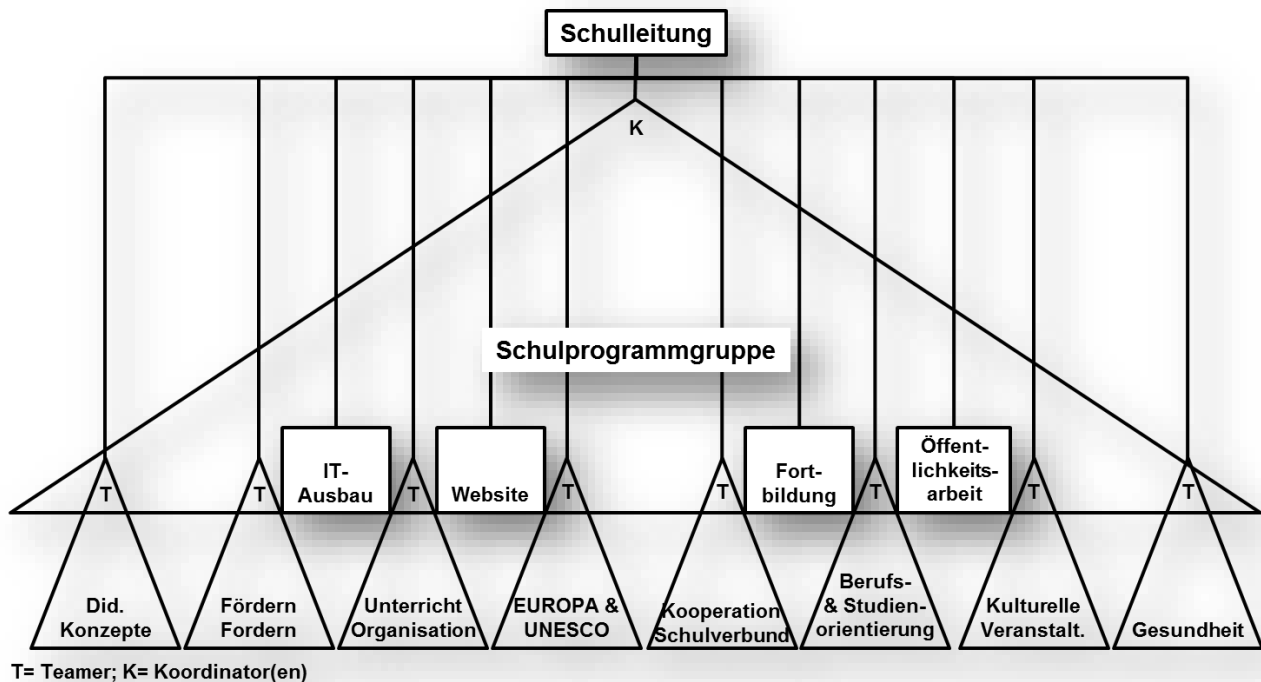 Schulleitung
K
Schulprogrammgruppe
IT-
Ausbau
Website
Fort-
bildung
Öffent-
lichkeits-
arbeit
T
T
T
T
T
T
T
T
Did.
Konzepte
Fördern
Fordern
Unterricht
Organisation
EUROPA &
UNESCO
Kooperation
Schulverbund
Berufs-
& Studien-
orientierung
Kulturelle
Veranstalt.
Gesundheit
T= Teamer; K= Koordinator(en)